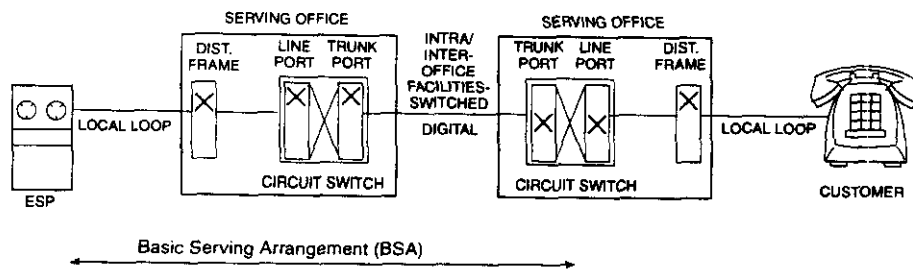 SERVING OFFICE
SERVING OFFICE
DIST.
FRAME
LINE
PORT
TRUNK
PORT
INTRA/
INTER-
OFFICE
FACILITIES-
SWITCHED
DIGITAL
TRUNK
PORT
LINE
PORT
DIST.
FRAME
LOCAL LOOP
LOCAL LOOP
CIRCUIT SWITCH
CIRCUIT SWITCH
ESP
CUSTOMER
Basic Serving Arrangement (BSA)